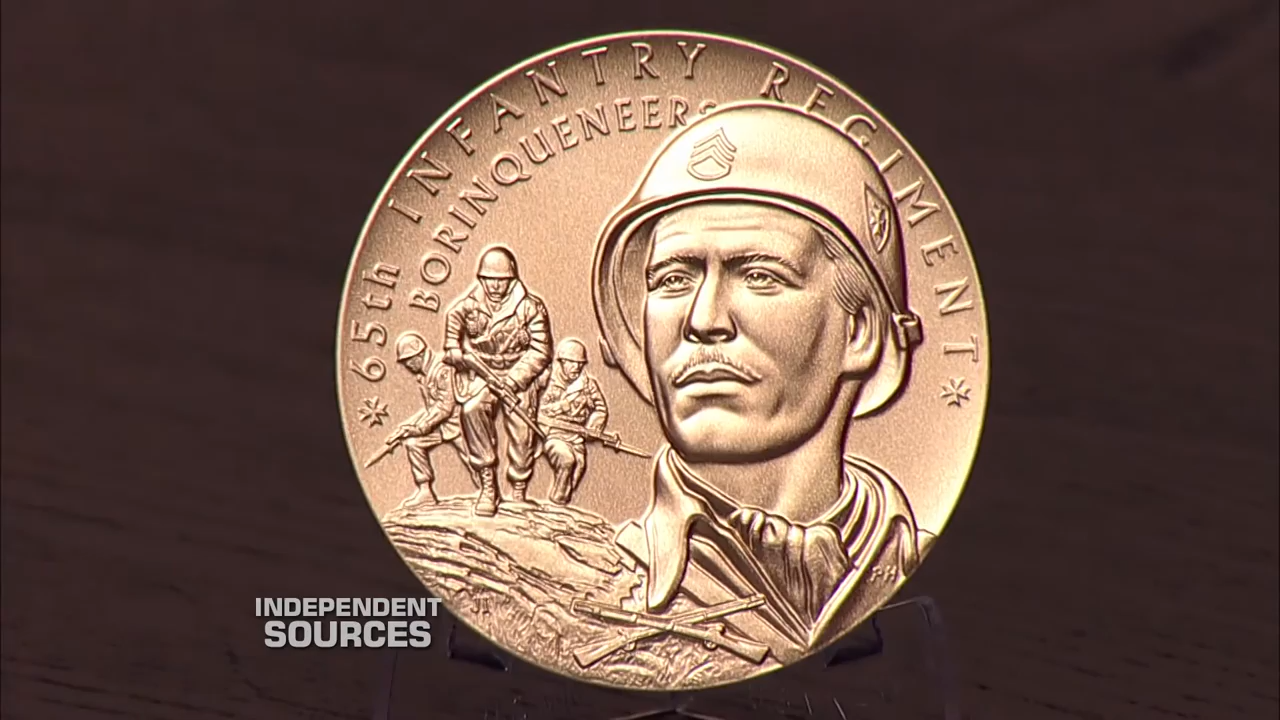 65th INFANTRY REGIMENT
BORINQUENEERS
INDEPENDENT
SOURCES